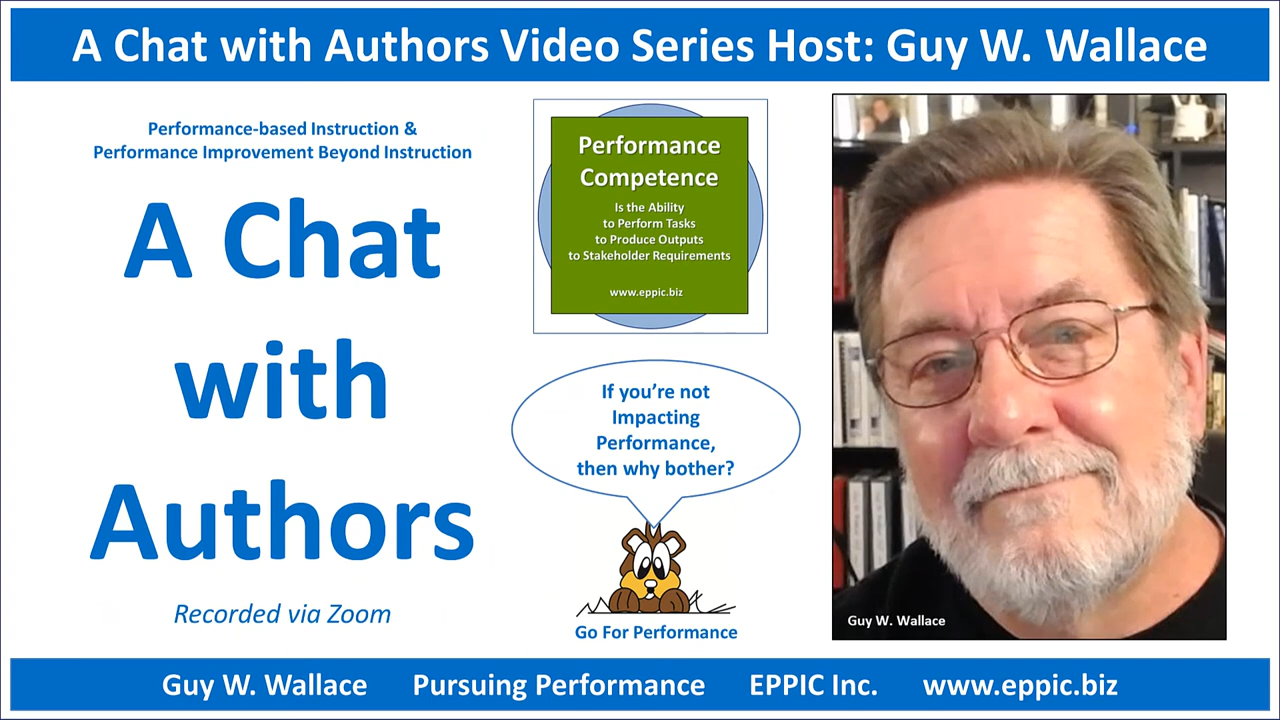 A Chat with Authors Video Series Host: Guy W. Wallace
Performance-based Instruction &
Performance Improvement Beyond Instruction
A Chat
with
Authors
Recorded via Zoom
Performance
Competence
Is the Ability
to Perform Tasks
to Produce Outputs
to Stakeholder Requirements
www.eppic.biz
If you're not
Impacting
Performance,
then why bother?
Go For Performance
Guy W. Wallace
Guy W. Wallace Pursuing Performance EPPIC Inc. www.eppic.biz